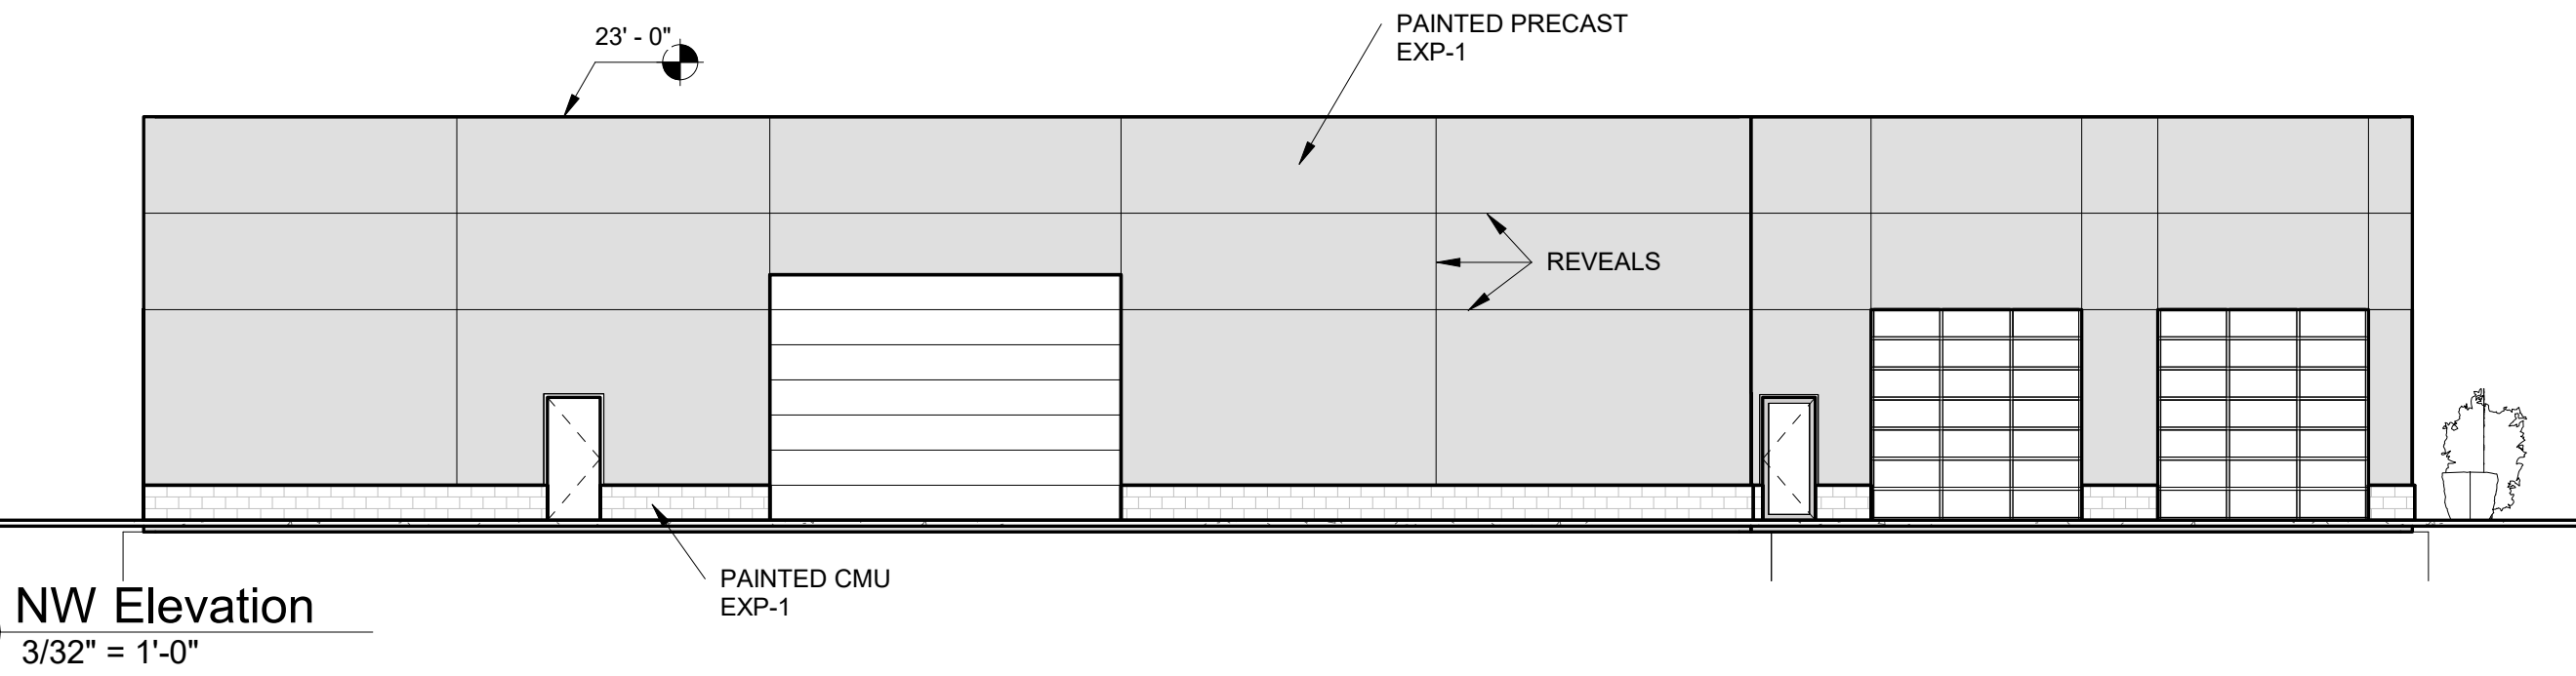 23' - 0"
PAINTED PRECAST
EXP-1
REVEALS
PAINTED CMU
EXP-1
NW Elevation
3/32" = 1'-0"